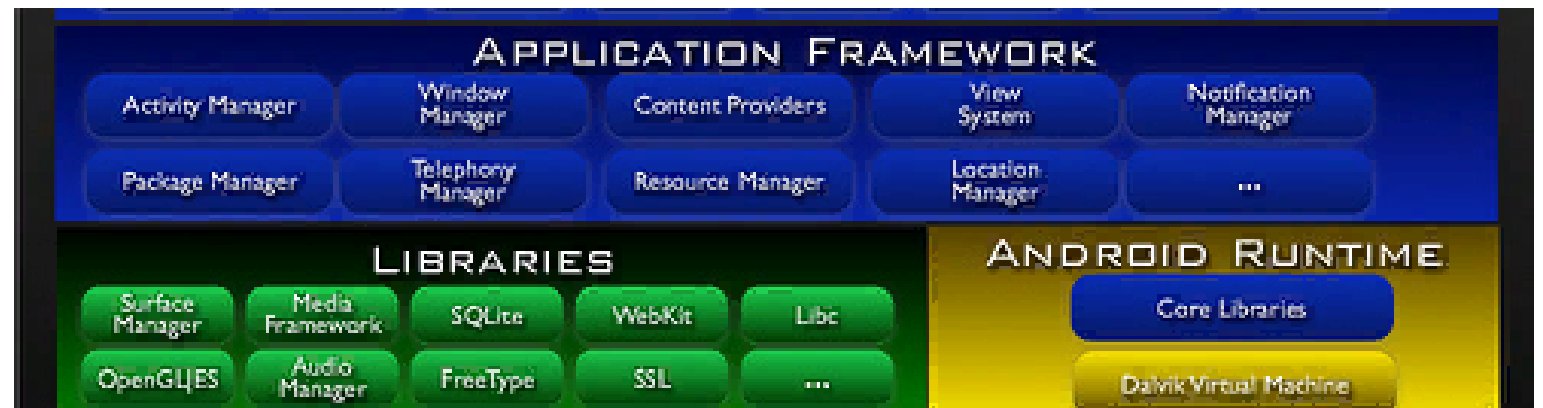 APPLICATION FRAMEWORK
Activity Manager
Window
Manager
Content Providers
View
System
Notification
Manager
Package Manager
Telephony
Manager
Resource Manager
Location
Manager
...
LIBRARIES
Surface
Manager
Media
Framework
SQLite
WebKit
Libc
OpenGL|ES
Audio
Manager
FreeType
SSL
...
ANDROID RUNTIME
Core Libraries
Dalvik Virtual Machine